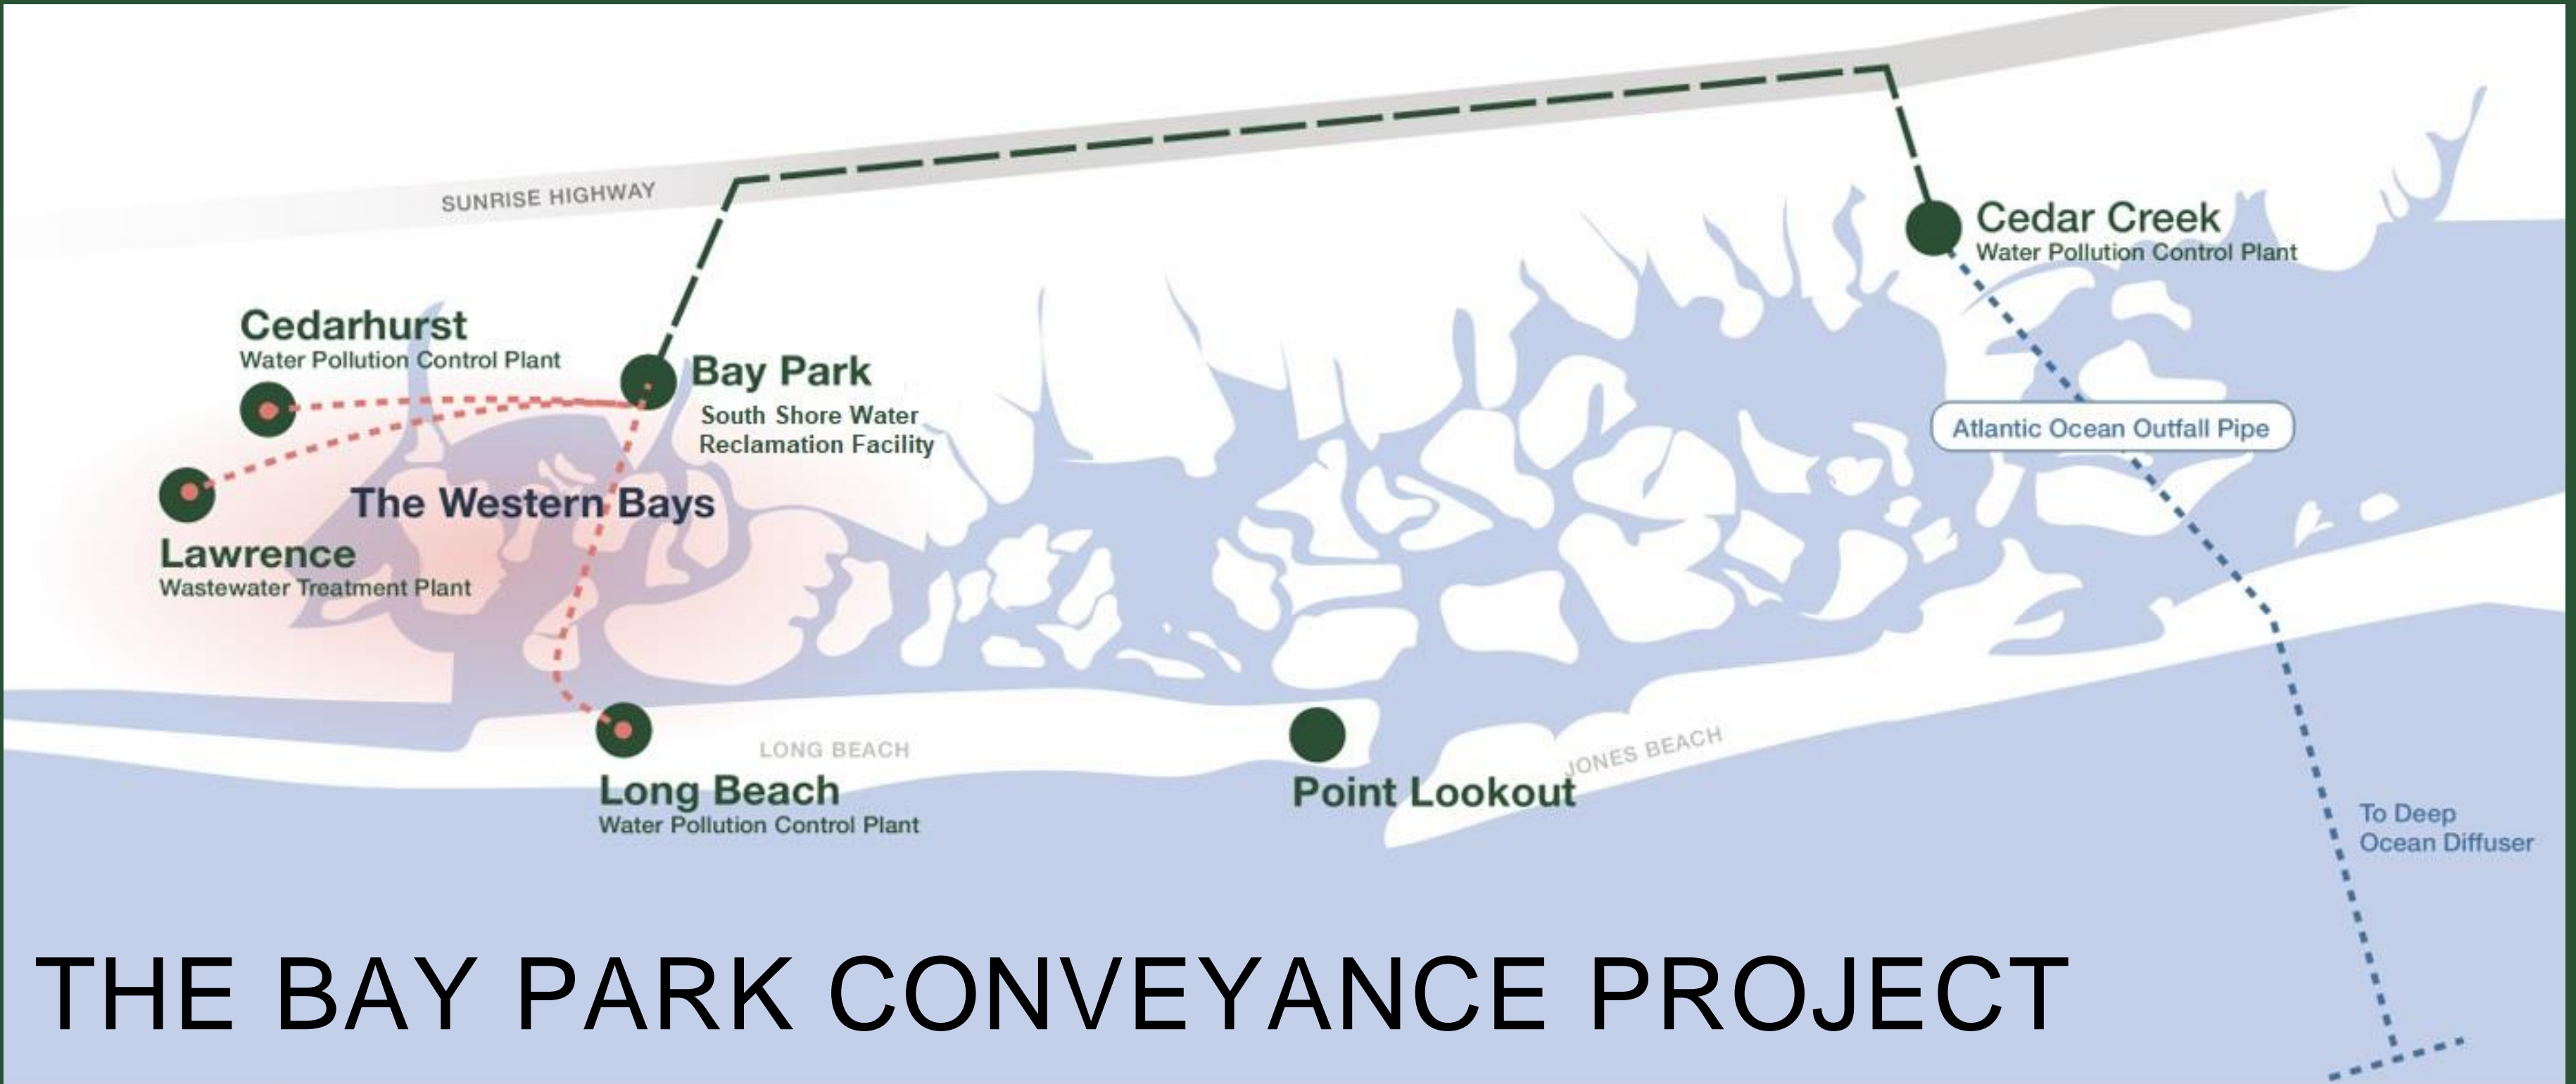 SUNRISE HIGHWAY
Cedar Creek
Water Pollution Control Plant
Cedarhurst
Water Pollution Control Plant
Bay Park
South Shore Water
Reclamation Facility
Atlantic Ocean Outfall Pipe
The Western Bays
Lawrence
Wastewater Treatment Plant
LONG BEACH
JONES BEACH
Long Beach
Water Pollution Control Plant
Point Lookout
To Deep
Ocean Diffuser
THE BAY PARK CONVEYANCE PROJECT